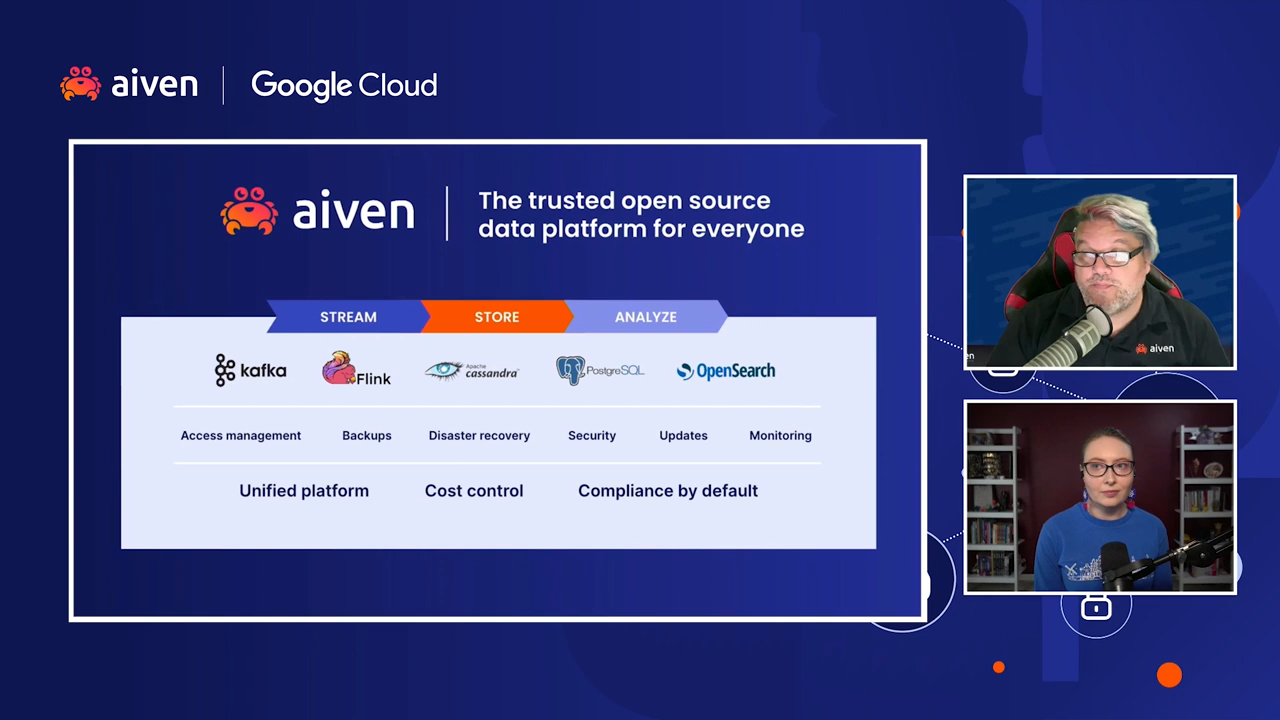 aiven | Google Cloud
aiven
The trusted open source
data platform for everyone
STREAM STORE ANALYZE
kafka Flink Apache cassandra PostgreSQL OpenSearch
Access management Backups Disaster recovery Security Updates Monitoring
Unified platform Cost control Compliance by default
aiven
en